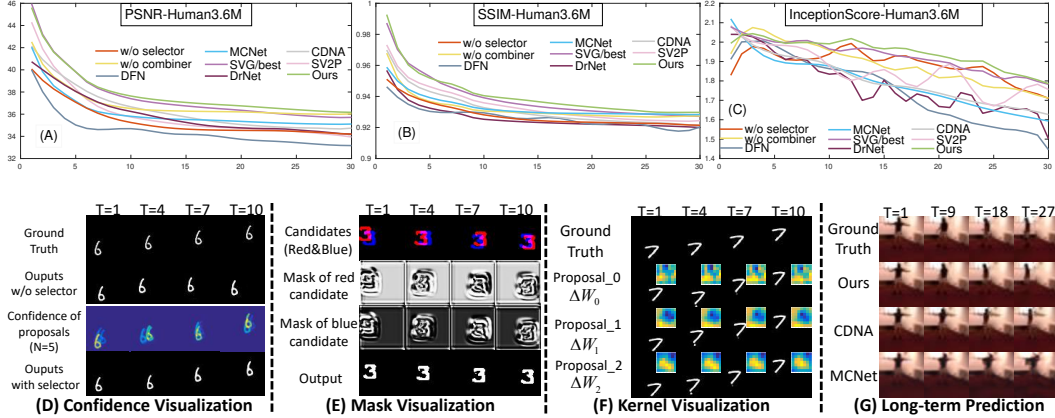 PSNR-Human3.6M
46
44
42
40
38
36
34
32
0
5
10
15
20
25
30
w/o selector
w/o combiner
DFN
MCNet
SVG/best
DrNet
CDNA
SV2P
Ours
(A)
SSIM-Human3.6M
1
0.98
0.96
0.94
0.92
0.9
0
5
10
15
20
25
30
w/o selector
w/o combiner
DFN
MCNet
SVG/best
DrNet
CDNA
SV2P
Ours
(B)
InceptionScore-Human3.6M
2.2
2.1
2
1.9
1.8
1.7
1.6
1.5
1.4
0
5
10
15
20
25
30
(C)
w/o selector
w/o combiner
DFN
MCNet
SVG/best
DrNet
CDNA
SV2P
Ours
T=1 T=4 T=7 T=10
Ground
Truth
Ouputs
w/o selector
Confidence of
proposals
(N=5)
Ouputs
with selector
(D) Confidence Visualization
T=1 T=4 T=7 T=10
Candidates
(Red&Blue)
Mask of red
candidate
Mask of blue
candidate
Output
(E) Mask Visualization
T=1 T=4 T=7 T=10
Ground
Truth
Proposal_0
ΔW₀
Proposal_1
ΔW₁
Proposal_2
ΔW₂
(F) Kernel Visualization
T=1 T=9 T=18 T=27
Ground
Truth
Ours
CDNA
MCNet
(G) Long-term Prediction